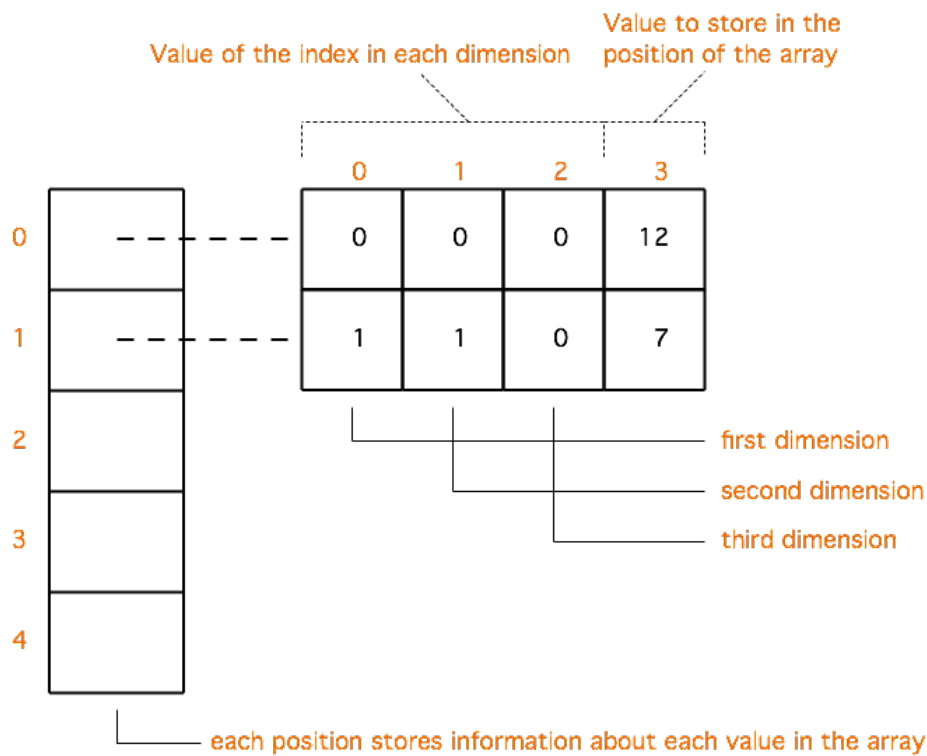 Value to store in the
Value of the index in each dimension
position of the array
0 1 2 3
0 0 0 0 12
1 1 1 0 7
2
first dimension
second dimension
3
third dimension
4
each position stores information about each value in the array